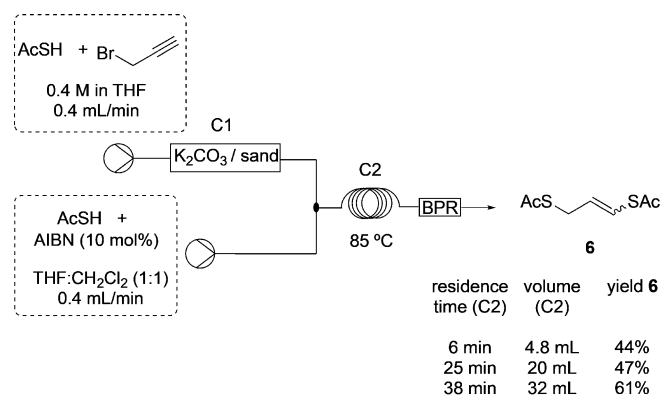 AcSH + Br
0.4 M in THF
0.4 mL/min
C1
K₂CO₃ / sand
C2
BPR
85 ºC
AcSH +
AIBN (10 mol%)
THF:CH₂Cl₂ (1:1)
0.4 mL/min
AcS SAc
6
residence volume yield 6
time (C2) (C2)
6 min 4.8 mL 44%
25 min 20 mL 47%
38 min 32 mL 61%